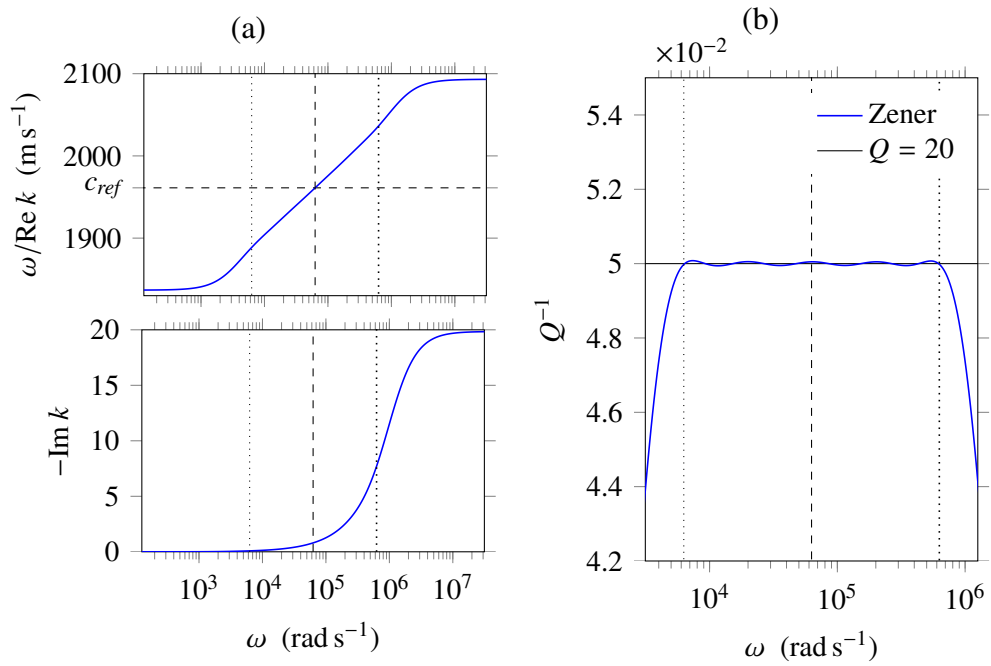 (a)
2100
2000
c_ref
1900
ω/Re k (m s⁻¹)
20
15
10
5
0
−Im k
10³ 10⁴ 10⁵ 10⁶ 10⁷
ω (rad s⁻¹)
(b)
×10⁻²
5.4
5.2
5
4.8
4.6
4.4
4.2
Q⁻¹
Zener
Q = 20
10⁴ 10⁵ 10⁶
ω (rad s⁻¹)